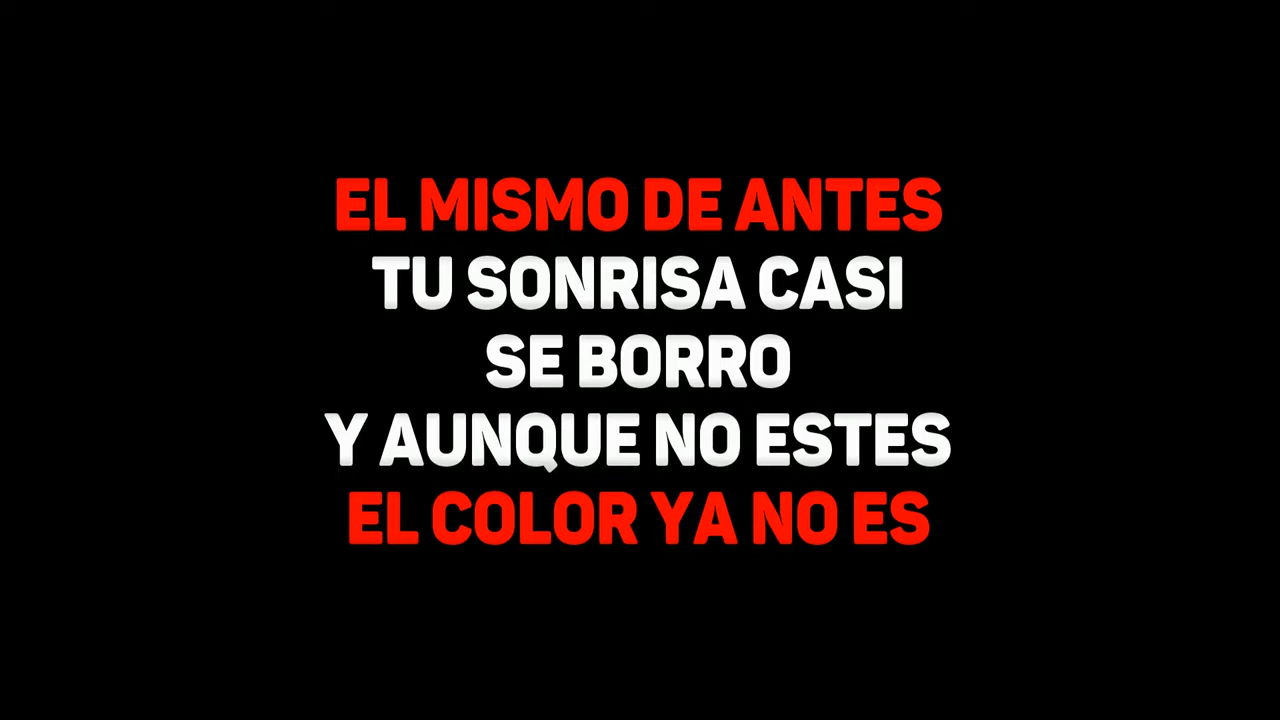 EL MISMO DE ANTES
TU SONRISA CASI
SE BORRO
Y AUNQUE NO ESTES
EL COLOR YA NO ES